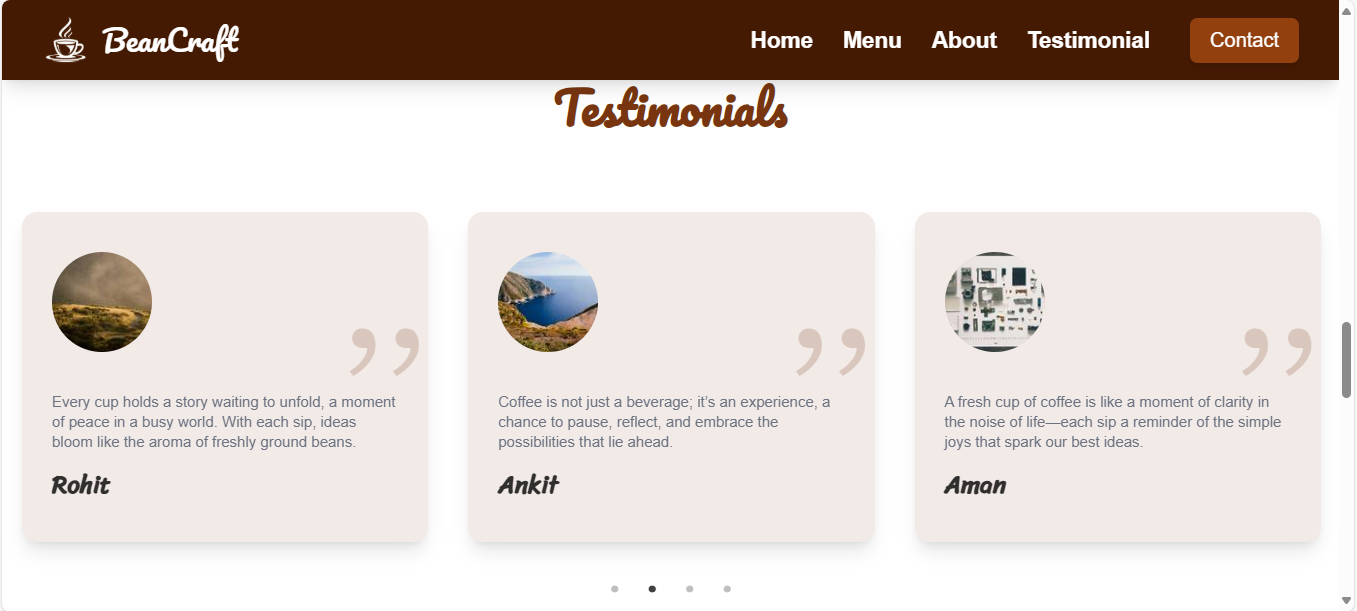 BeanCraft
Home Menu About Testimonial Contact
Testimonials
”
Every cup holds a story waiting to unfold, a moment
of peace in a busy world. With each sip, ideas
bloom like the aroma of freshly ground beans.
Rohit
”
Coffee is not just a beverage; it’s an experience, a
chance to pause, reflect, and embrace the
possibilities that lie ahead.
Ankit
”
A fresh cup of coffee is like a moment of clarity in
the noise of life—each sip a reminder of the simple
joys that spark our best ideas.
Aman